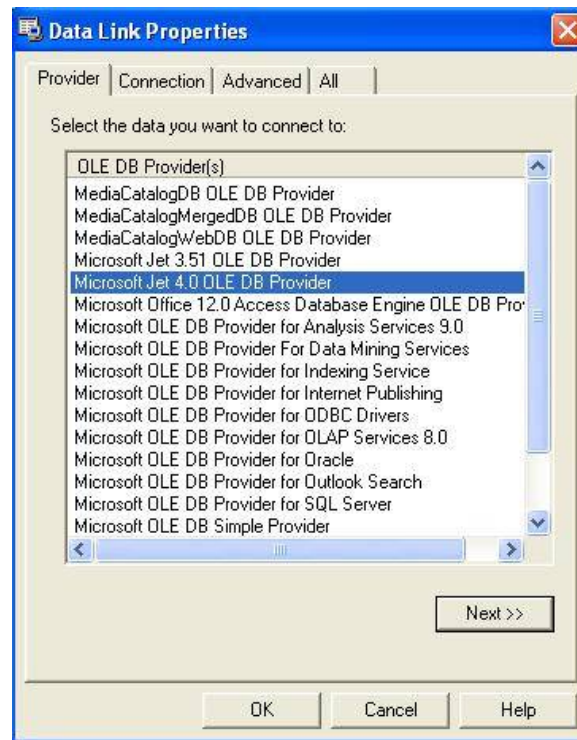 Data Link Properties
Provider
Connection
Advanced
All
Select the data you want to connect to:
OLE DB Provider(s)
MediaCatalogDB OLE DB Provider
MediaCatalogMergedDB OLE DB Provider
MediaCatalogWebDB OLE DB Provider
Microsoft Jet 3.51 OLE DB Provider
Microsoft Jet 4.0 OLE DB Provider
Microsoft Office 12.0 Access Database Engine OLE DB Pro
Microsoft OLE DB Provider for Analysis Services 9.0
Microsoft OLE DB Provider For Data Mining Services
Microsoft OLE DB Provider for Indexing Service
Microsoft OLE DB Provider for Internet Publishing
Microsoft OLE DB Provider for ODBC Drivers
Microsoft OLE DB Provider for OLAP Services 8.0
Microsoft OLE DB Provider for Oracle
Microsoft OLE DB Provider for Outlook Search
Microsoft OLE DB Provider for SQL Server
Microsoft OLE DB Simple Provider
Next >>
OK
Cancel
Help